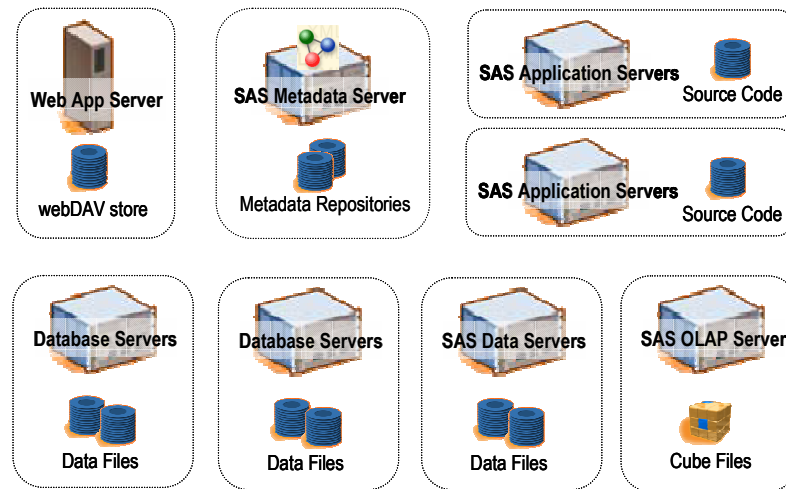 Web App Server
webDAV store
SAS Metadata Server
Metadata Repositories
SAS Application Servers
Source Code
SAS Application Servers
Source Code
Database Servers
Data Files
Database Servers
Data Files
SAS Data Servers
Data Files
SAS OLAP Server
Cube Files